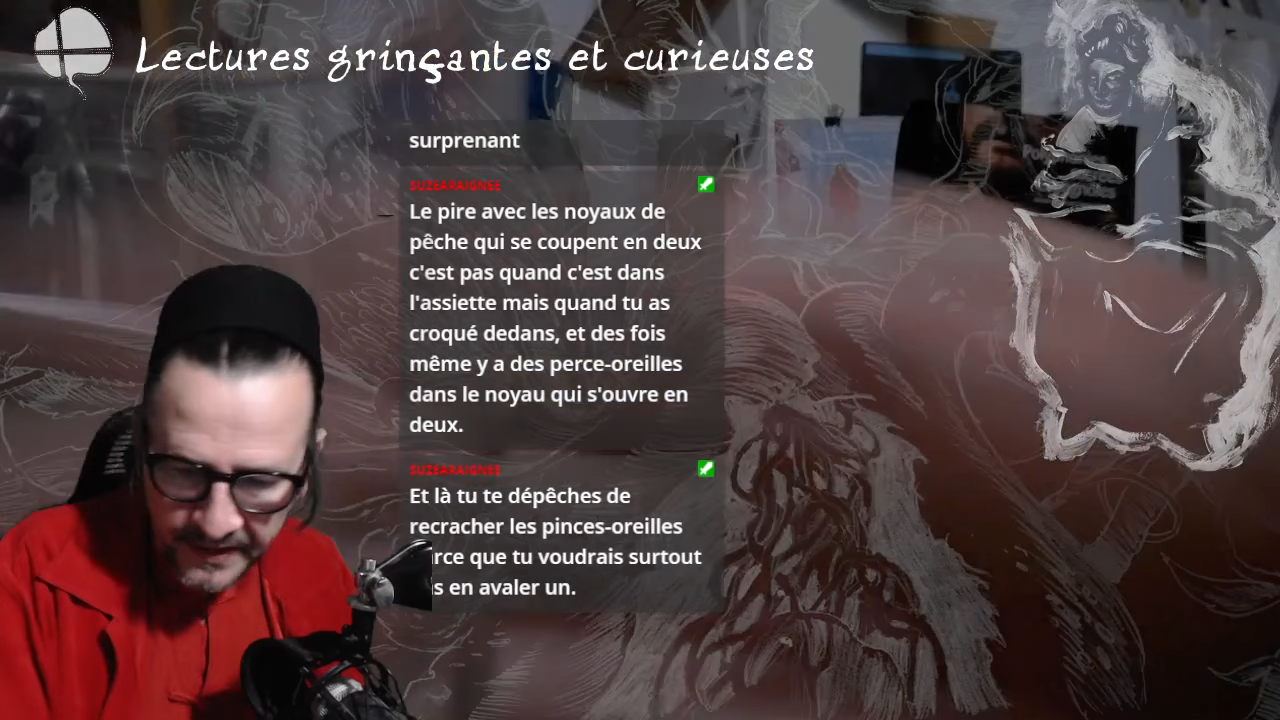 Lectures grinçantes et curieuses
surprenant
SUZEARAIGNEE
Le pire avec les noyaux de
pêche qui se coupent en deux
c'est pas quand c'est dans
l'assiette mais quand tu as
croqué dedans, et des fois
même y a des perce-oreilles
dans le noyau qui s'ouvre en
deux.
SUZEARAIGNEE
Et là tu te dépêches de
recracher les pinces-oreilles
arce que tu voudrais surtout
s en avaler un.